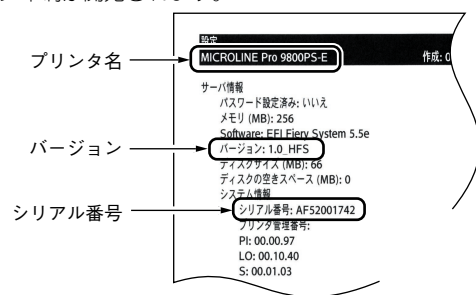 設定
プリンタ名
MICROLINE Pro 9800PS-E
作成:
サーバ情報
パスワード設定済み: いいえ
メモリ (MB): 256
Software: EFI Fiery System 5.5e
バージョン
バージョン: 1.0_HFS
ディスクサイズ (MB): 66
ディスクの空きスペース (MB): 0
システム情報
シリアル番号
シリアル番号: AF52001742
プリンタ管理番号:
PI: 00.00.97
LO: 00.10.40
S: 00.01.03